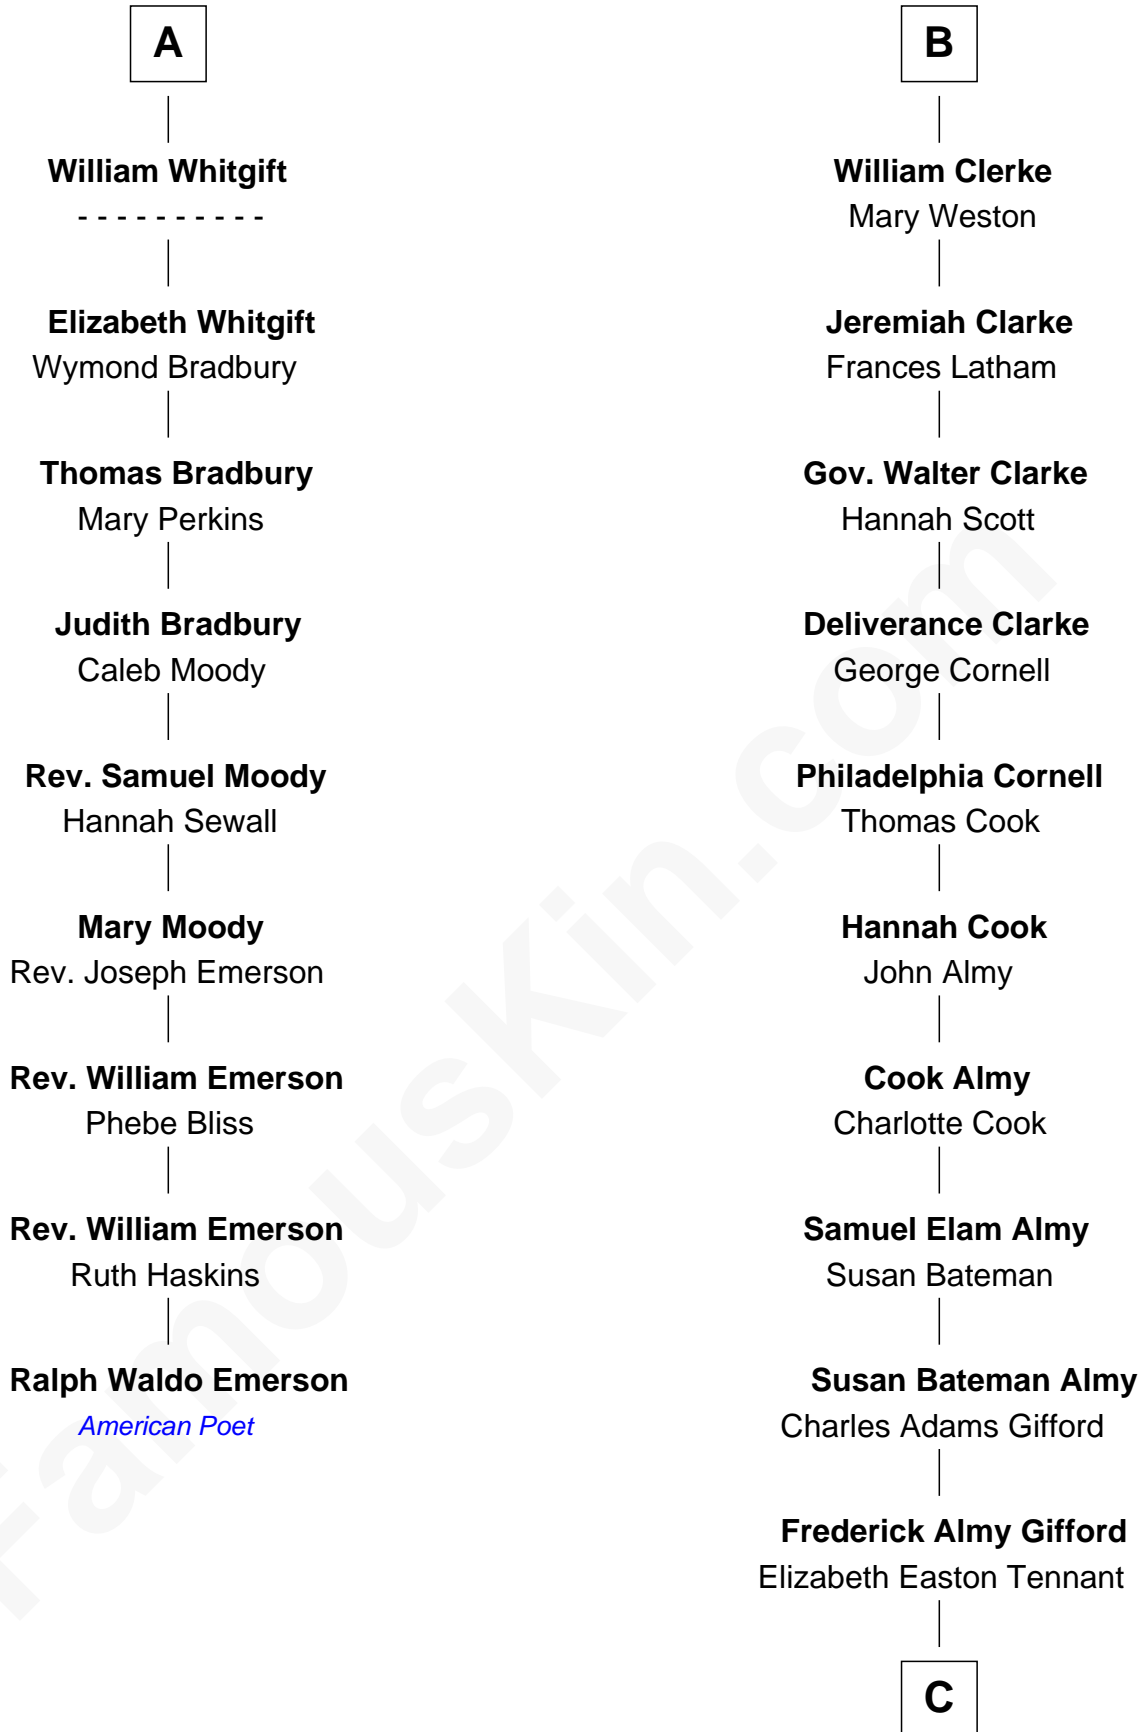 A
William Whitgift
- - - - - - - - - -
Elizabeth Whitgift
Wymond Bradbury
Thomas Bradbury
Mary Perkins
Judith Bradbury
Caleb Moody
Rev. Samuel Moody
Hannah Sewall
Mary Moody
Rev. Joseph Emerson
Rev. William Emerson
Phebe Bliss
Rev. William Emerson
Ruth Haskins
Ralph Waldo Emerson
American Poet
B
William Clerke
Mary Weston
Jeremiah Clarke
Frances Latham
Gov. Walter Clarke
Hannah Scott
Deliverance Clarke
George Cornell
Philadelphia Cornell
Thomas Cook
Hannah Cook
John Almy
Cook Almy
Charlotte Cook
Samuel Elam Almy
Susan Bateman
Susan Bateman Almy
Charles Adams Gifford
Frederick Almy Gifford
Elizabeth Easton Tennant
C
FamousKin.com